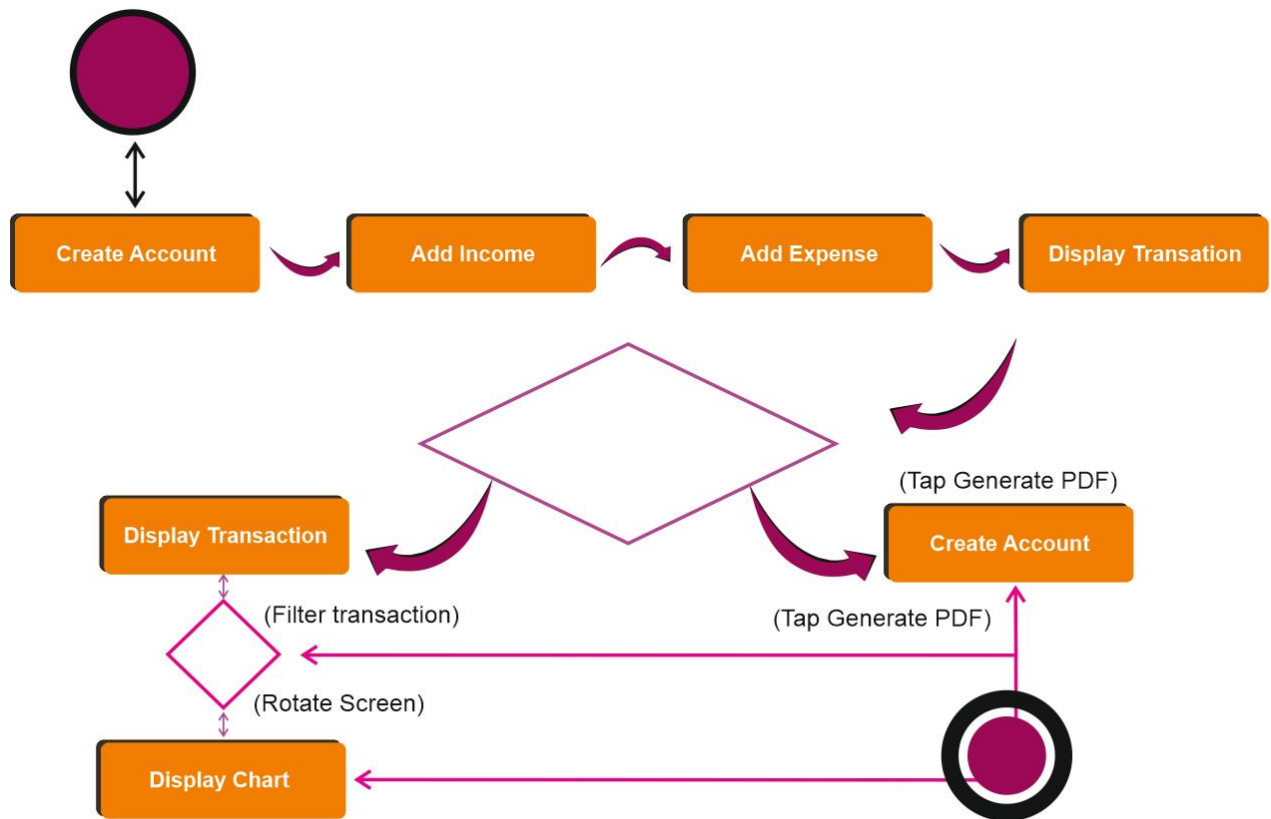 Create Account
Add Income
Add Expense
Display Transation
(Tap Generate PDF)
Display Transaction
Create Account
(Filter transaction)
(Tap Generate PDF)
(Rotate Screen)
Display Chart